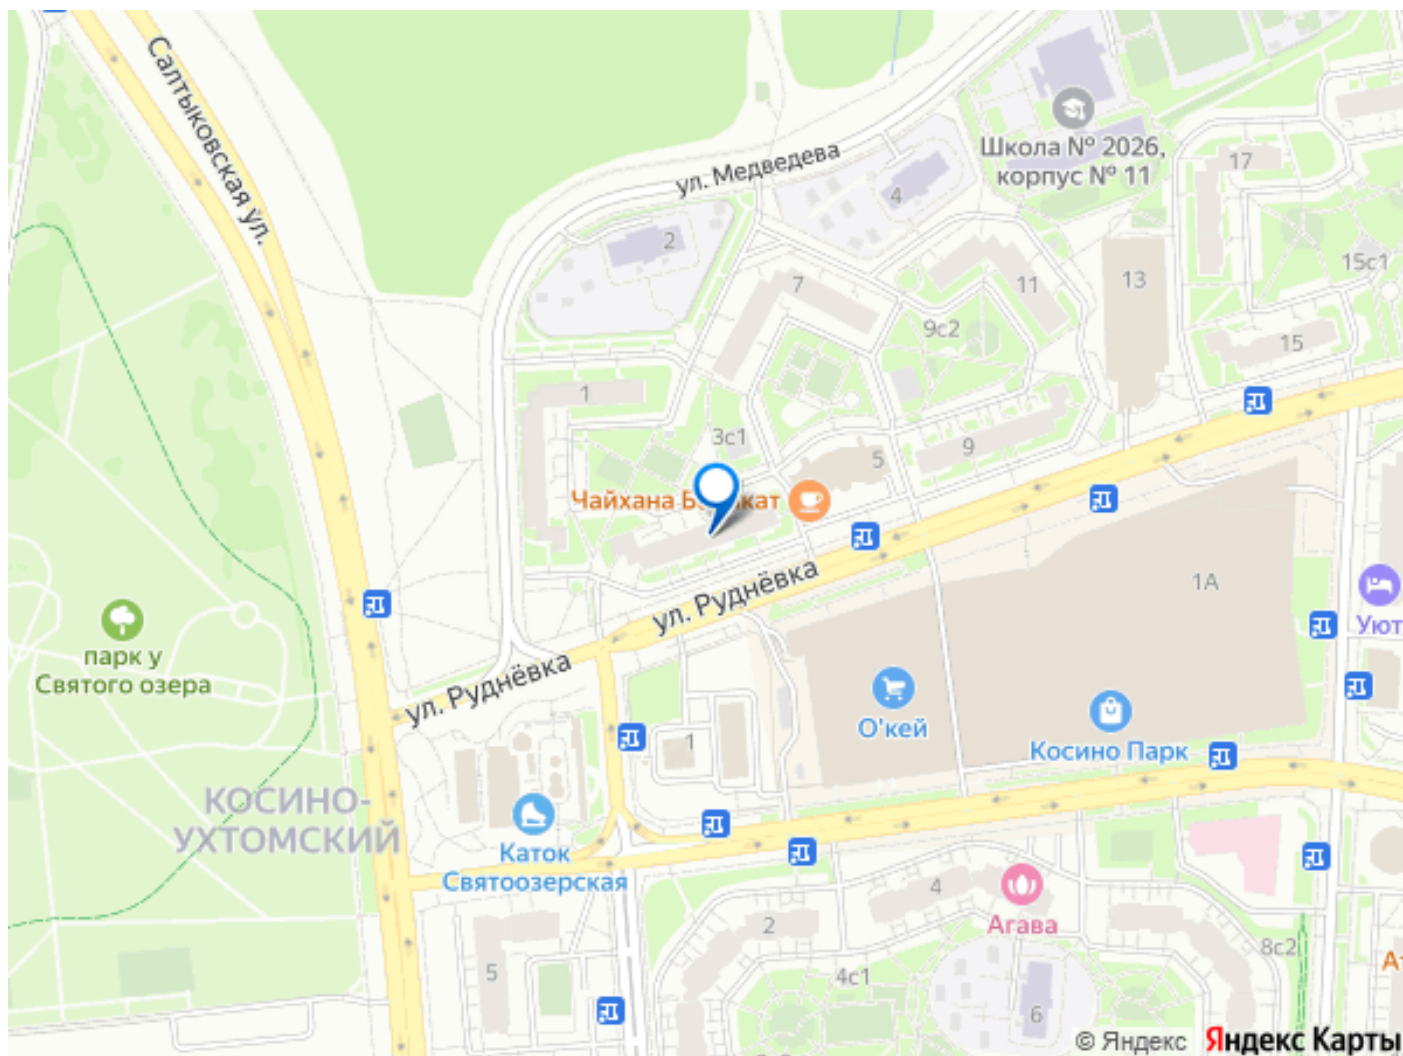 Салтыковская ул.
ул. Медведева
Школа № 2026,
корпус № 11
17
4
2
7
11
13
15с1
9с2
15
1
3с1
5
9
Чайхана
ул. Руднёвка
1А
Уют
парк у
Святого озера
ул. Руднёвка
О'кей
Косино Парк
1
КОСИНО-
УХТОМСКИЙ
Каток
Святоозерская
4
2
Агава
5
4с1
8с2
6
© Яндекс
Яндекс Карты